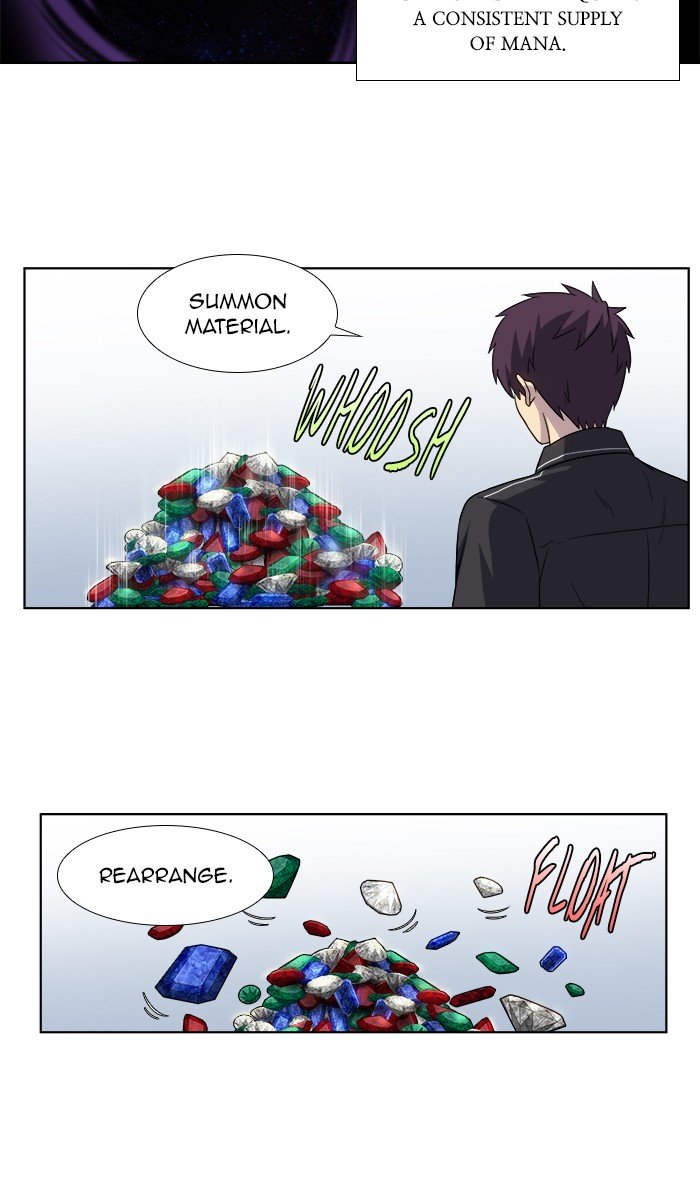 A CONSISTENT SUPPLY
OF MANA.
SUMMON
MATERIAL.
WHOOSH
REARRANGE.
FLOAT